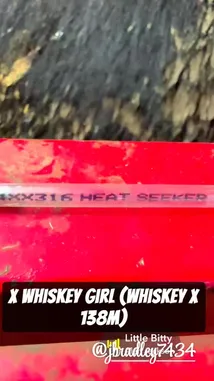 XX316 HEAT SEEKER
X WHISKEY GIRL (WHISKEY X
138M)
Little Bitty
@jbradley7434